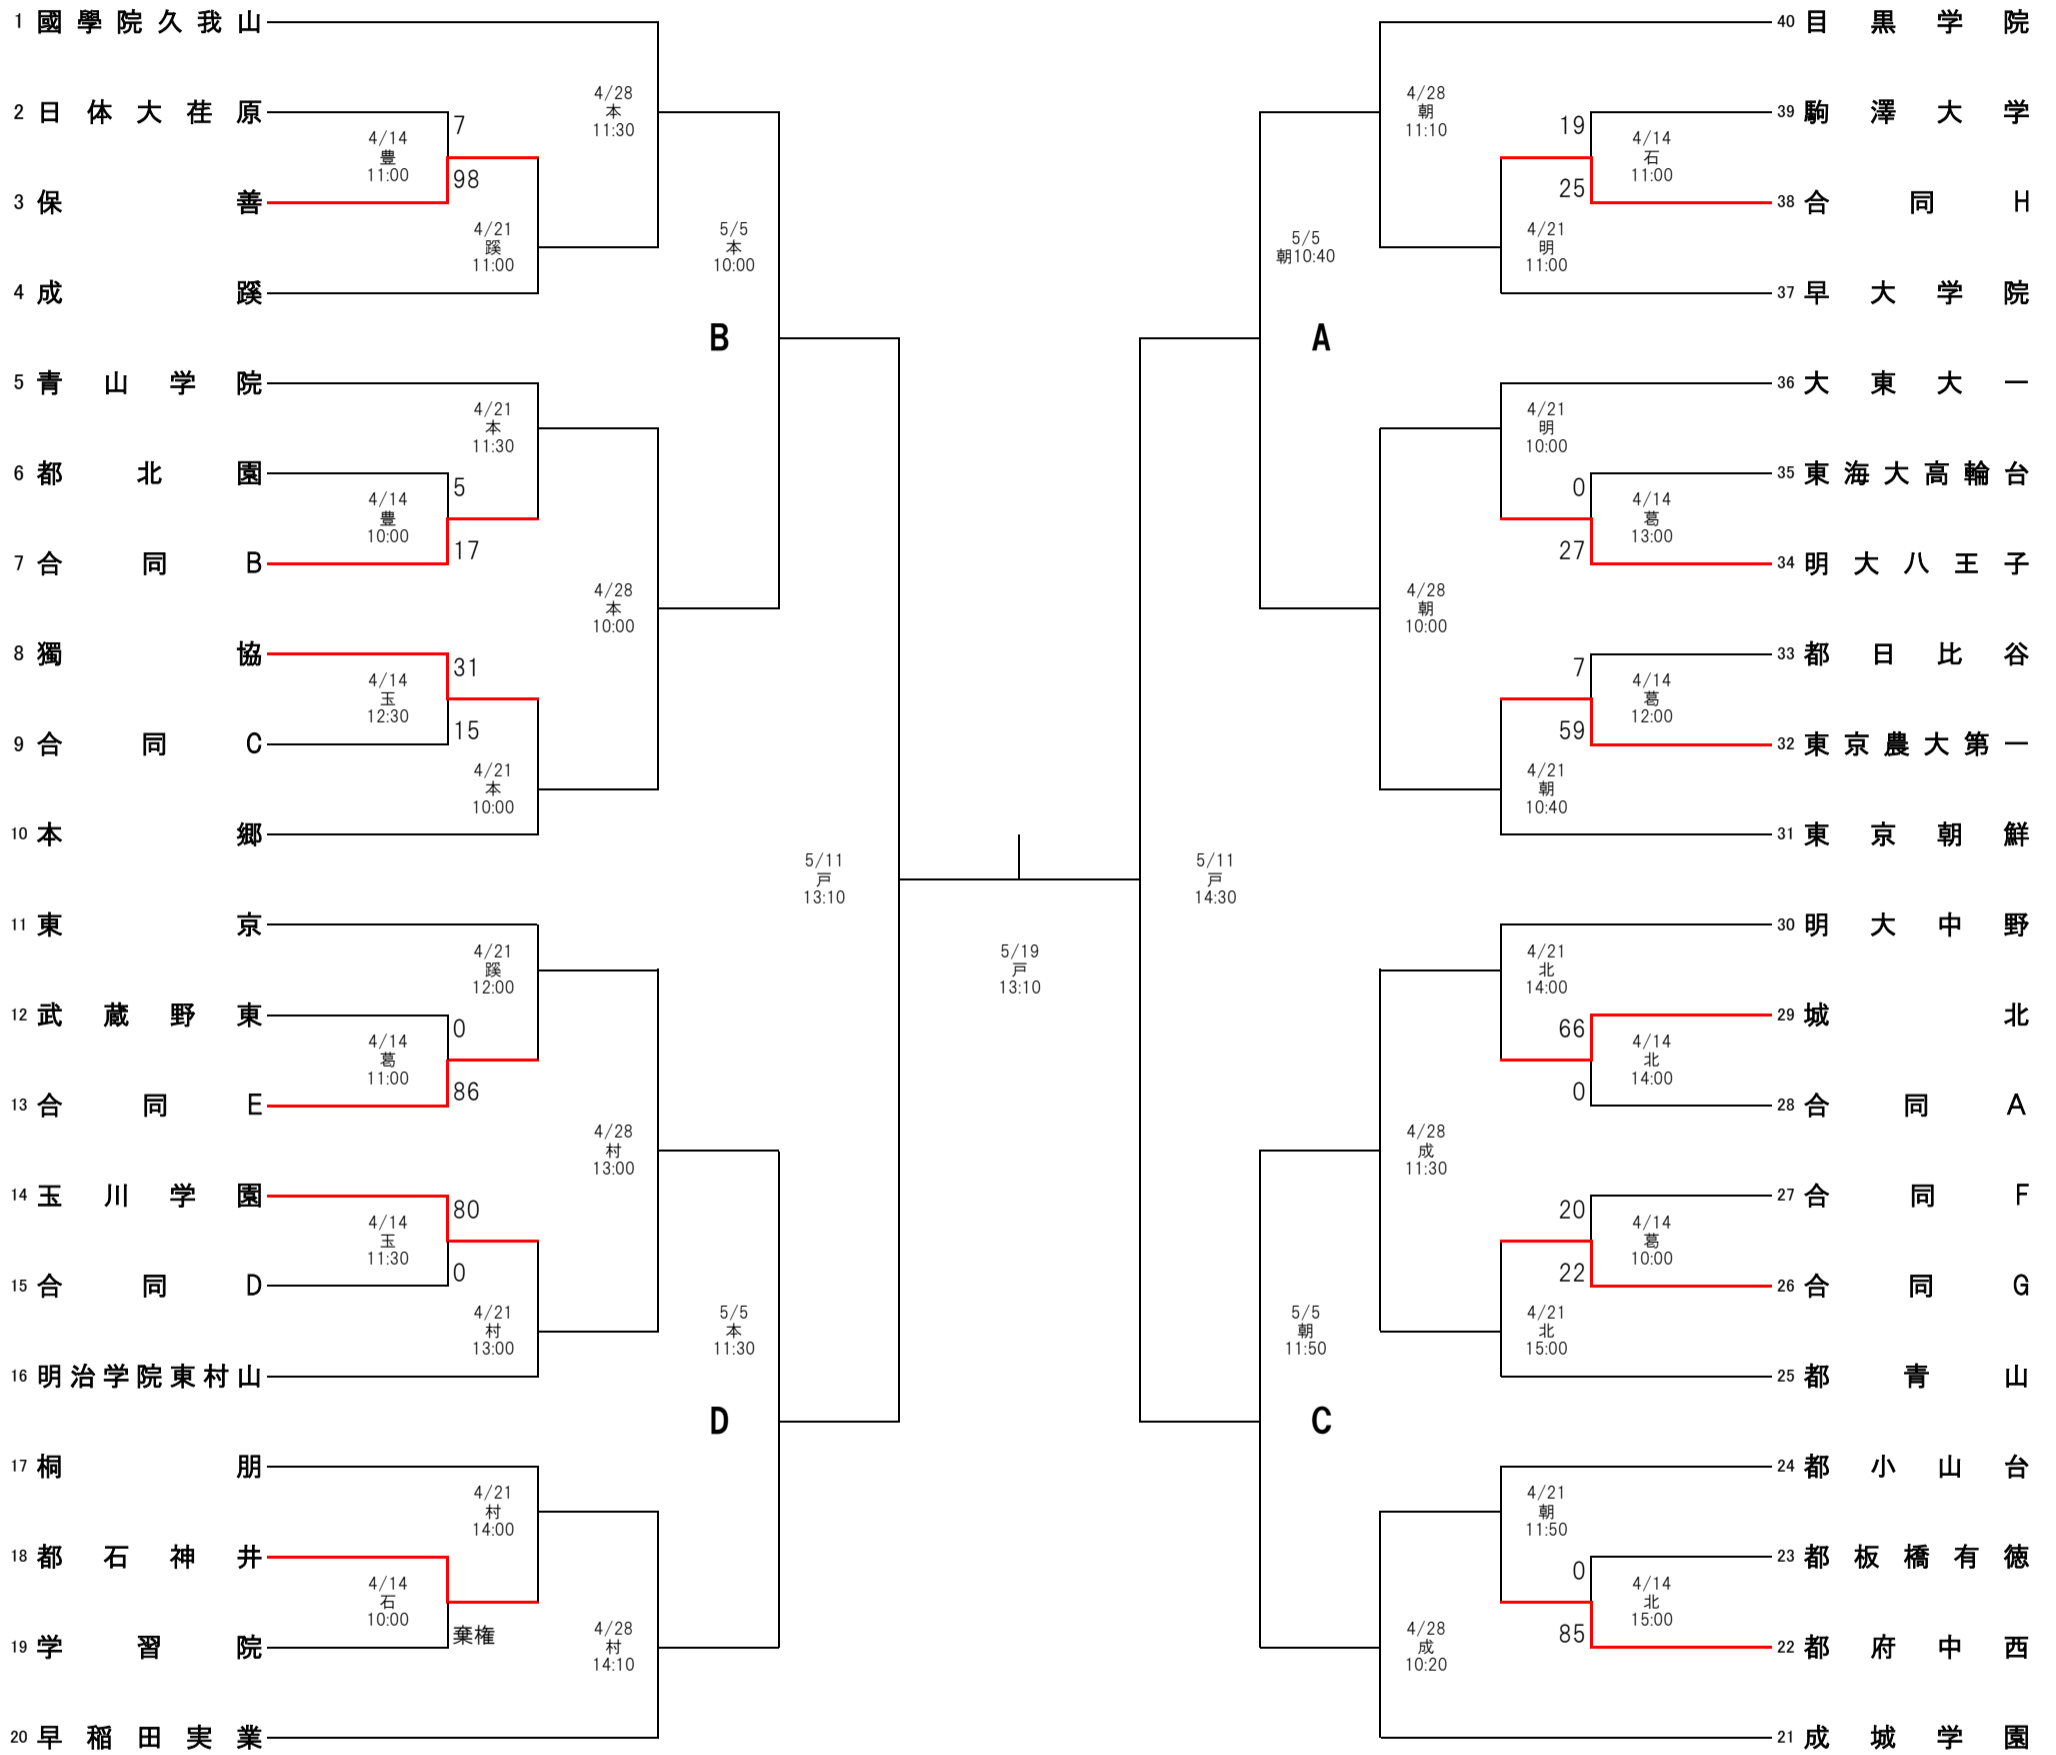 1 國學院久我山
4/28
本
11:30
2 日体大荏原
7
4/14
豊
11:00
98
3 保善
4/21
蹊
11:00
5/5
本
10:00
4 成蹊
B
5 青山学院
4/21
本
11:30
6 都北園
5
4/14
豊
10:00
17
7 合同B
4/28
本
10:00
8 獨協
31
4/14
玉
12:30
15
9 合同C
4/21
本
10:00
10 本郷
5/11
戸
13:10
11 東京
4/21
蹊
12:00
12 武蔵野東
0
4/14
葛
11:00
86
13 合同E
4/28
村
13:00
14 玉川学園
80
4/14
玉
11:30
0
15 合同D
4/21
村
13:00
5/5
本
11:30
16 明治学院東村山
D
17 桐朋
4/21
村
14:00
18 都石神井
4/14
石
10:00
棄権
19 学習院
4/28
村
14:10
20 早稲田実業
5/19
戸
13:10
40 目黒学院
4/28
朝
11:10
39 駒澤大学
19
4/14
石
11:00
25
38 合同H
4/21
明
11:00
5/5
朝10:40
37 早大学院
A
36 大東大一
4/21
明
10:00
35 東海大高輪台
0
4/14
葛
13:00
27
34 明大八王子
4/28
朝
10:00
33 都日比谷
7
4/14
葛
12:00
59
32 東京農大第一
4/21
朝
10:40
31 東京朝鮮
5/11
戸
14:30
30 明大中野
4/21
北
14:00
29 城北
66
4/14
北
14:00
0
28 合同A
4/28
成
11:30
27 合同F
20
4/14
葛
10:00
22
26 合同G
4/21
北
15:00
5/5
朝
11:50
25 都青山
C
24 都小山台
4/21
朝
11:50
23 都板橋有徳
0
4/14
北
15:00
85
22 都府中西
4/28
成
10:20
21 成城学園